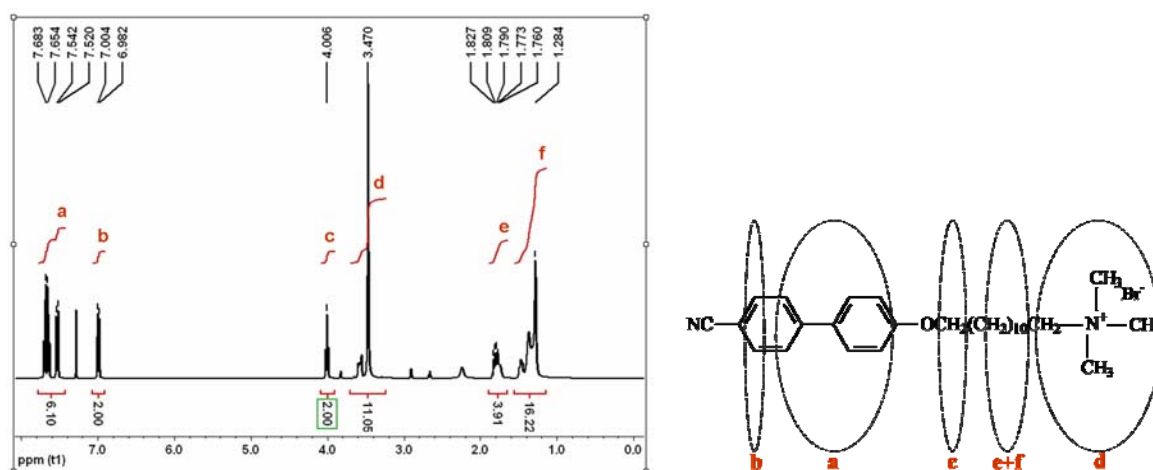 7.683
7.654
7.542
7.520
7.004
6.982
4.006
3.470
1.827
1.809
1.790
1.773
1.760
1.284
a
b
c
d
e
f
6.10
2.00
2.00
11.05
3.91
16.22
ppm (t1)
7.0
6.0
5.0
4.0
3.0
2.0
1.0
0.0
CH3
Br-
NC
OCH2(CH2)10CH2
N+
CH
CH3
b
a
c
e+f
d